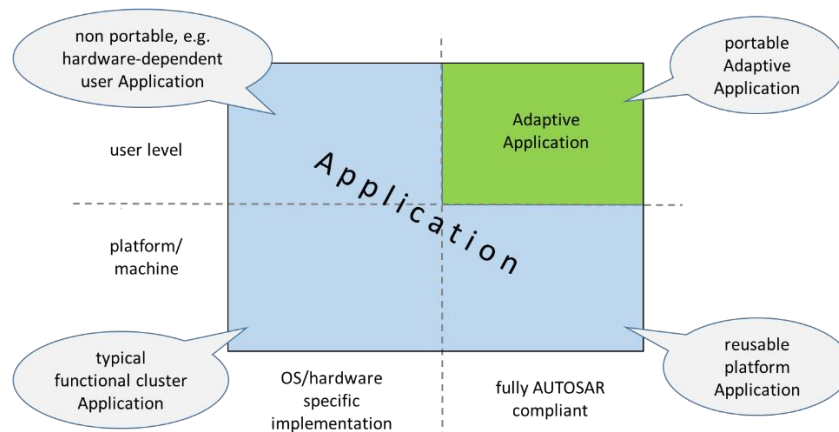 non portable, e.g.
hardware-dependent
user Application
portable
Adaptive
Application
Adaptive
Application
user level
Application
platform/
machine
typical
functional cluster
Application
reusable
platform
Application
OS/hardware
specific
implementation
fully AUTOSAR
compliant